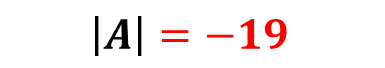 |A| = −19